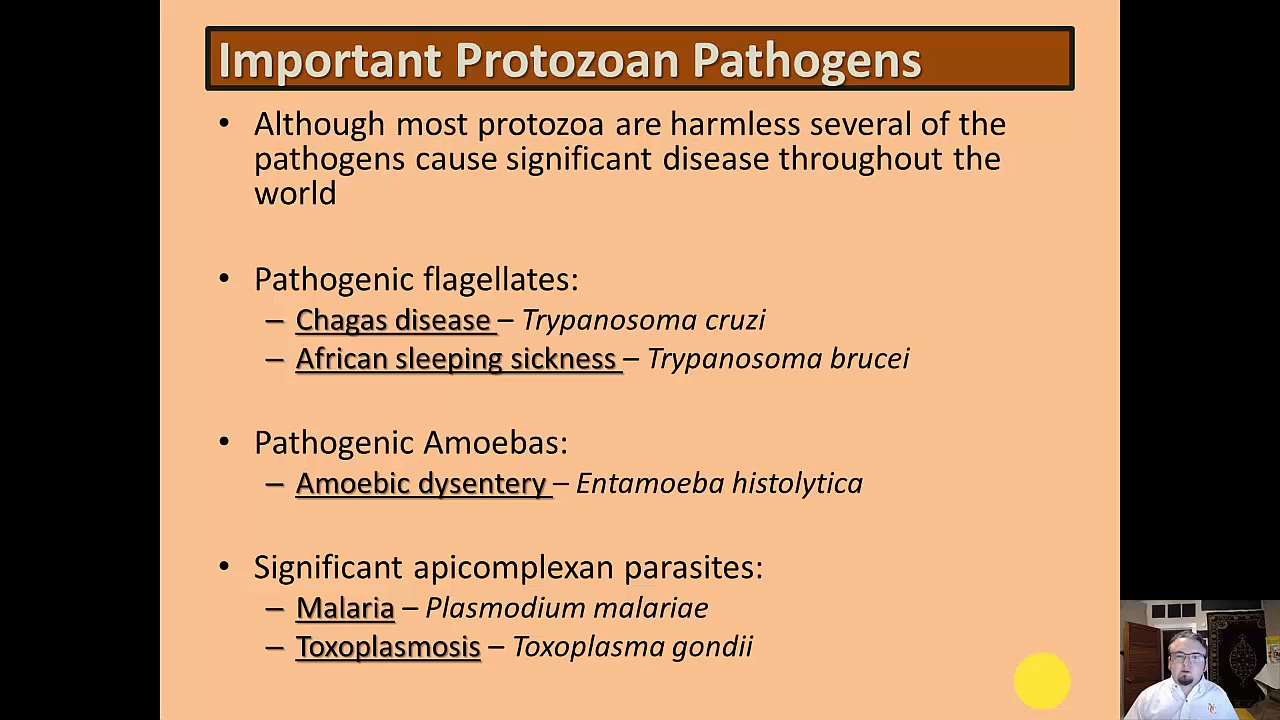 Important Protozoan Pathogens
• Although most protozoa are harmless several of the
pathogens cause significant disease throughout the
world
• Pathogenic flagellates:
– Chagas disease – Trypanosoma cruzi
– African sleeping sickness – Trypanosoma brucei
• Pathogenic Amoebas:
– Amoebic dysentery – Entamoeba histolytica
• Significant apicomplexan parasites:
– Malaria – Plasmodium malariae
– Toxoplasmosis – Toxoplasma gondii